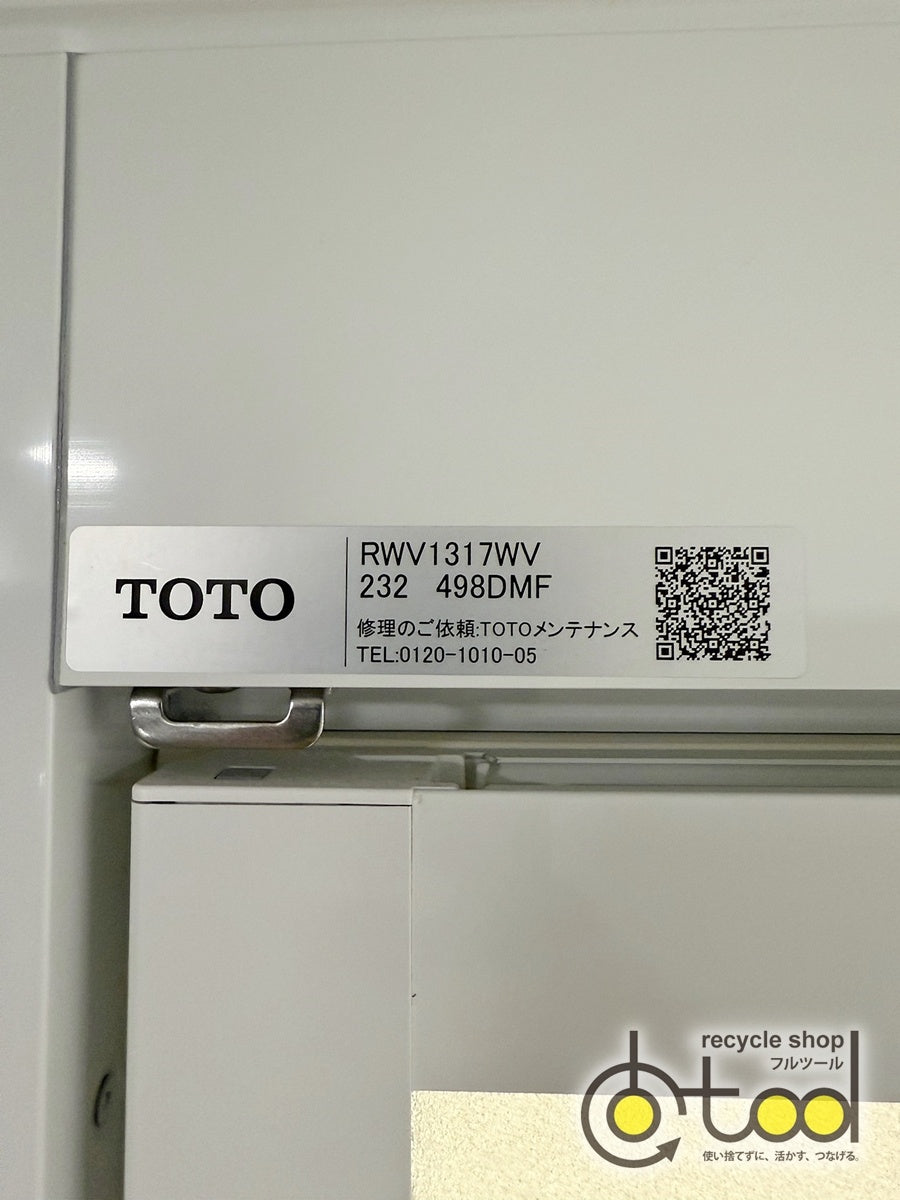 TOTO
RWV1317WV
232 498DMF
修理のご依頼:TOTOメンテナンス
TEL:0120-1010-05
recycle shop
フルツール
tool
使い捨てずに、活かす、つなげる。